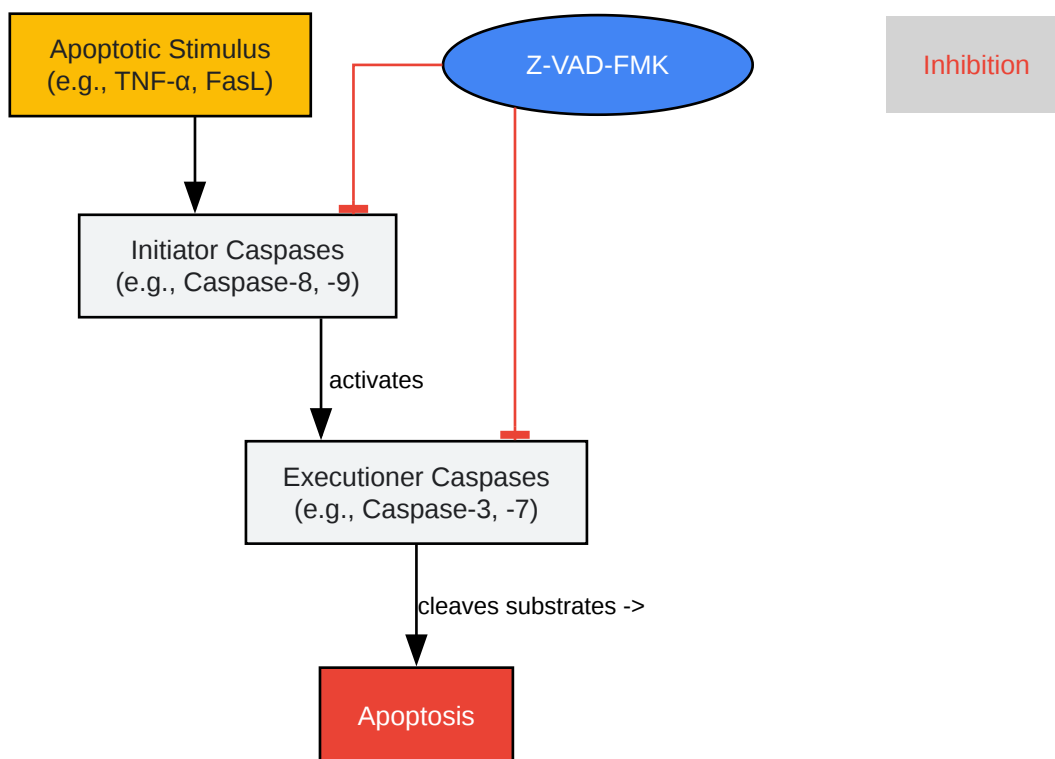 Apoptotic Stimulus
(e.g., TNF-α, FasL)
Z-VAD-FMK
Inhibition
Initiator Caspases
(e.g., Caspase-8, -9)
activates
Executioner Caspases
(e.g., Caspase-3, -7)
cleaves substrates ->
Apoptosis